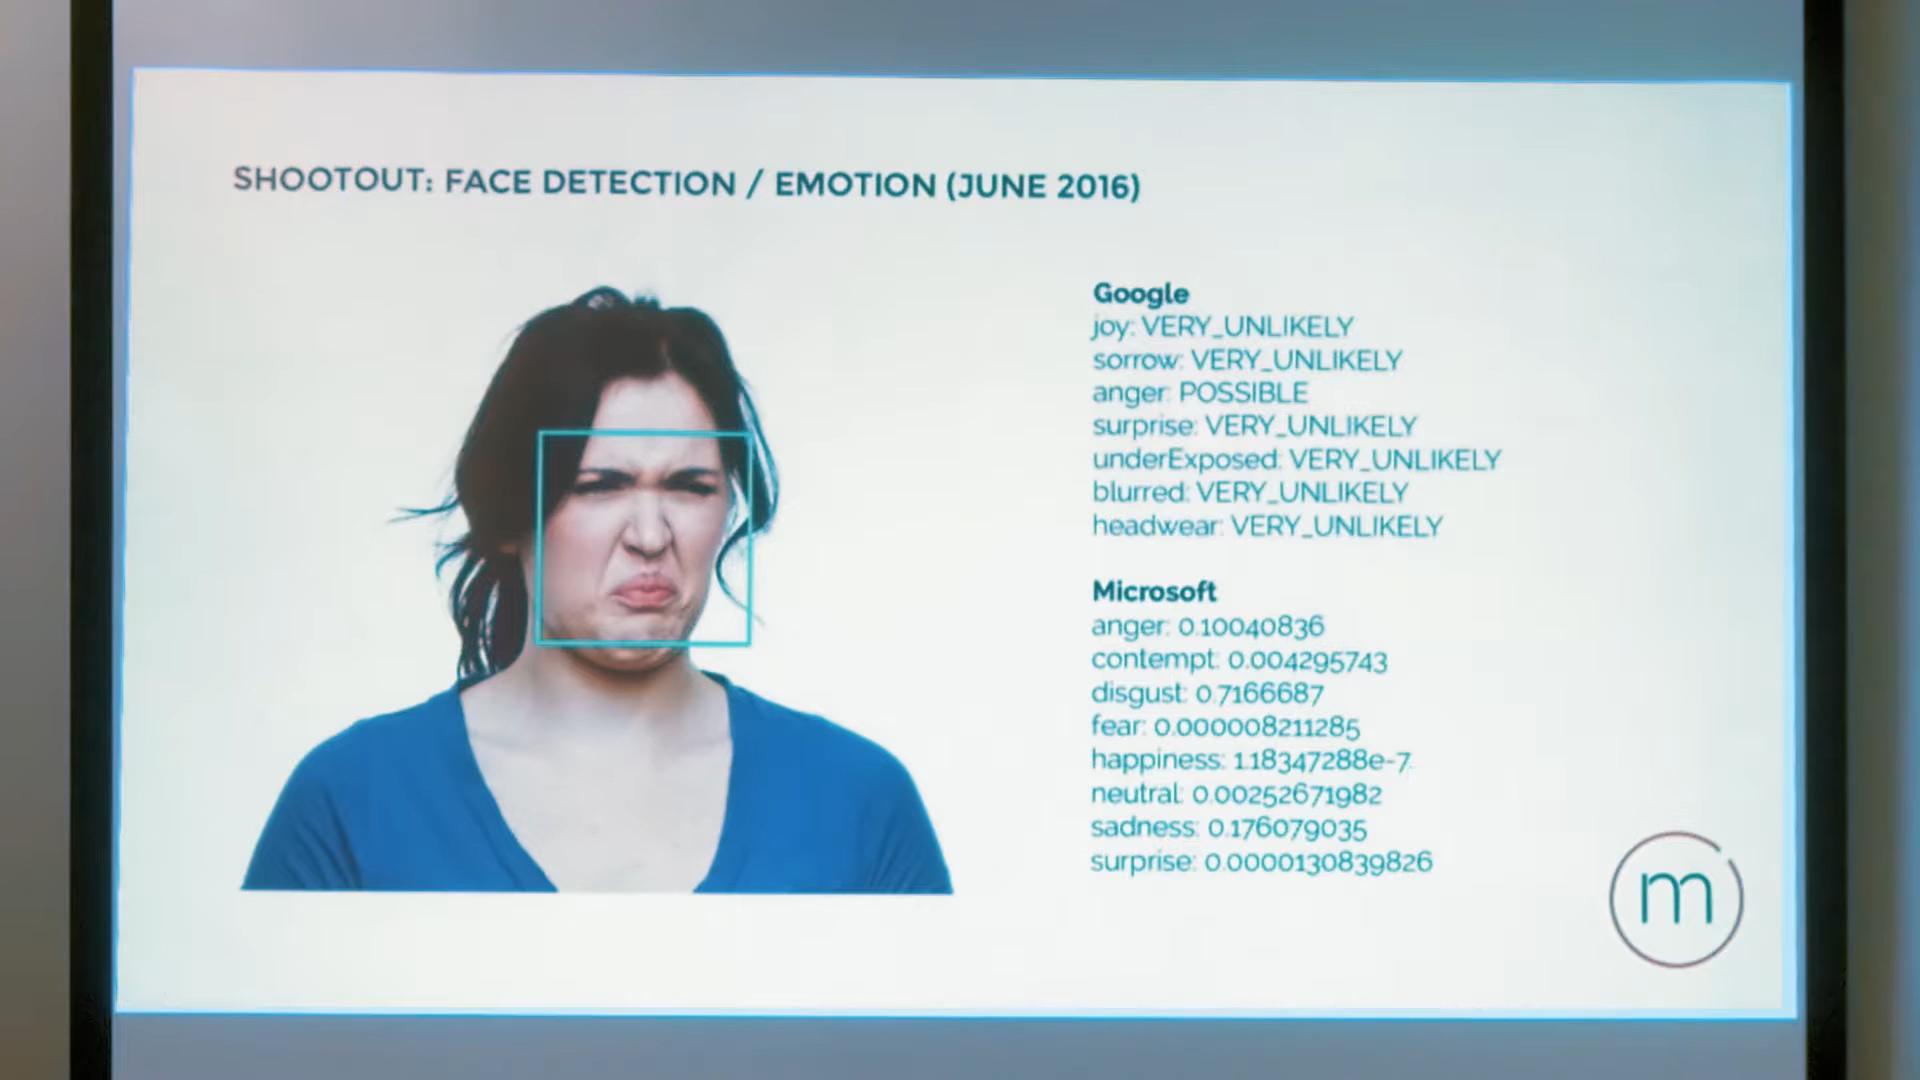 SHOOTOUT: FACE DETECTION / EMOTION (JUNE 2016)
Google
joy: VERY_UNLIKELY
sorrow: VERY_UNLIKELY
anger: POSSIBLE
surprise: VERY_UNLIKELY
underExposed: VERY_UNLIKELY
blurred: VERY_UNLIKELY
headwear: VERY_UNLIKELY
Microsoft
anger: 0.10040836
contempt: 0.004295743
disgust: 0.7166687
fear: 0.000008211285
happiness: 1.18347288e-7
neutral: 0.00252671982
sadness: 0.176079035
surprise: 0.0000130839826
m